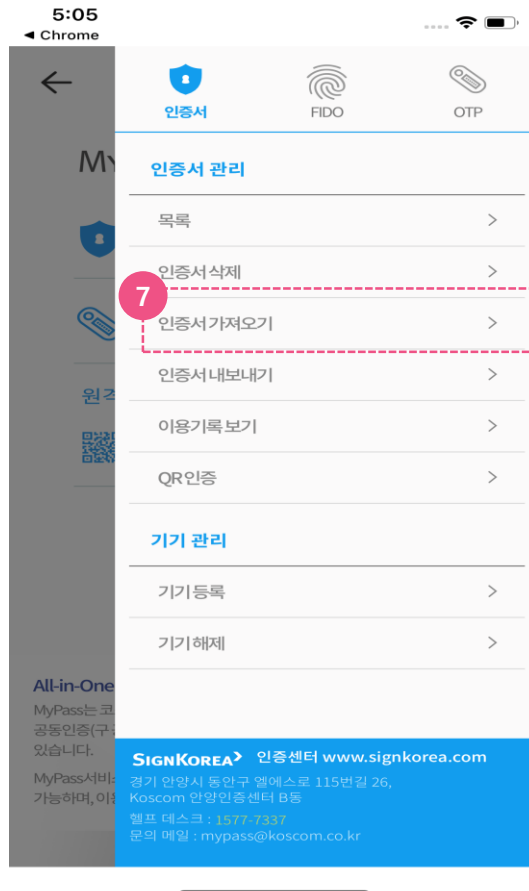 5:05
◀ Chrome
인증서
FIDO
OTP
인증서 관리
목록
인증서 삭제
7
인증서 가져오기
인증서 내보내기
원격
이용기록 보기
QR 인증
기기 관리
기기 등록
기기 해제
All-in-One
MyPass는 코
공동인증(구
있습니다.
MyPass서비
가능하며, 이
SIGNKOREA> 인증센터 www.signkorea.com
경기 안양시 동안구 엘에스로 115번길 26,
Koscom 안양인증센터 B동
헬프 데스크 : 1577-7337
문의 메일 : mypass@koscom.co.kr